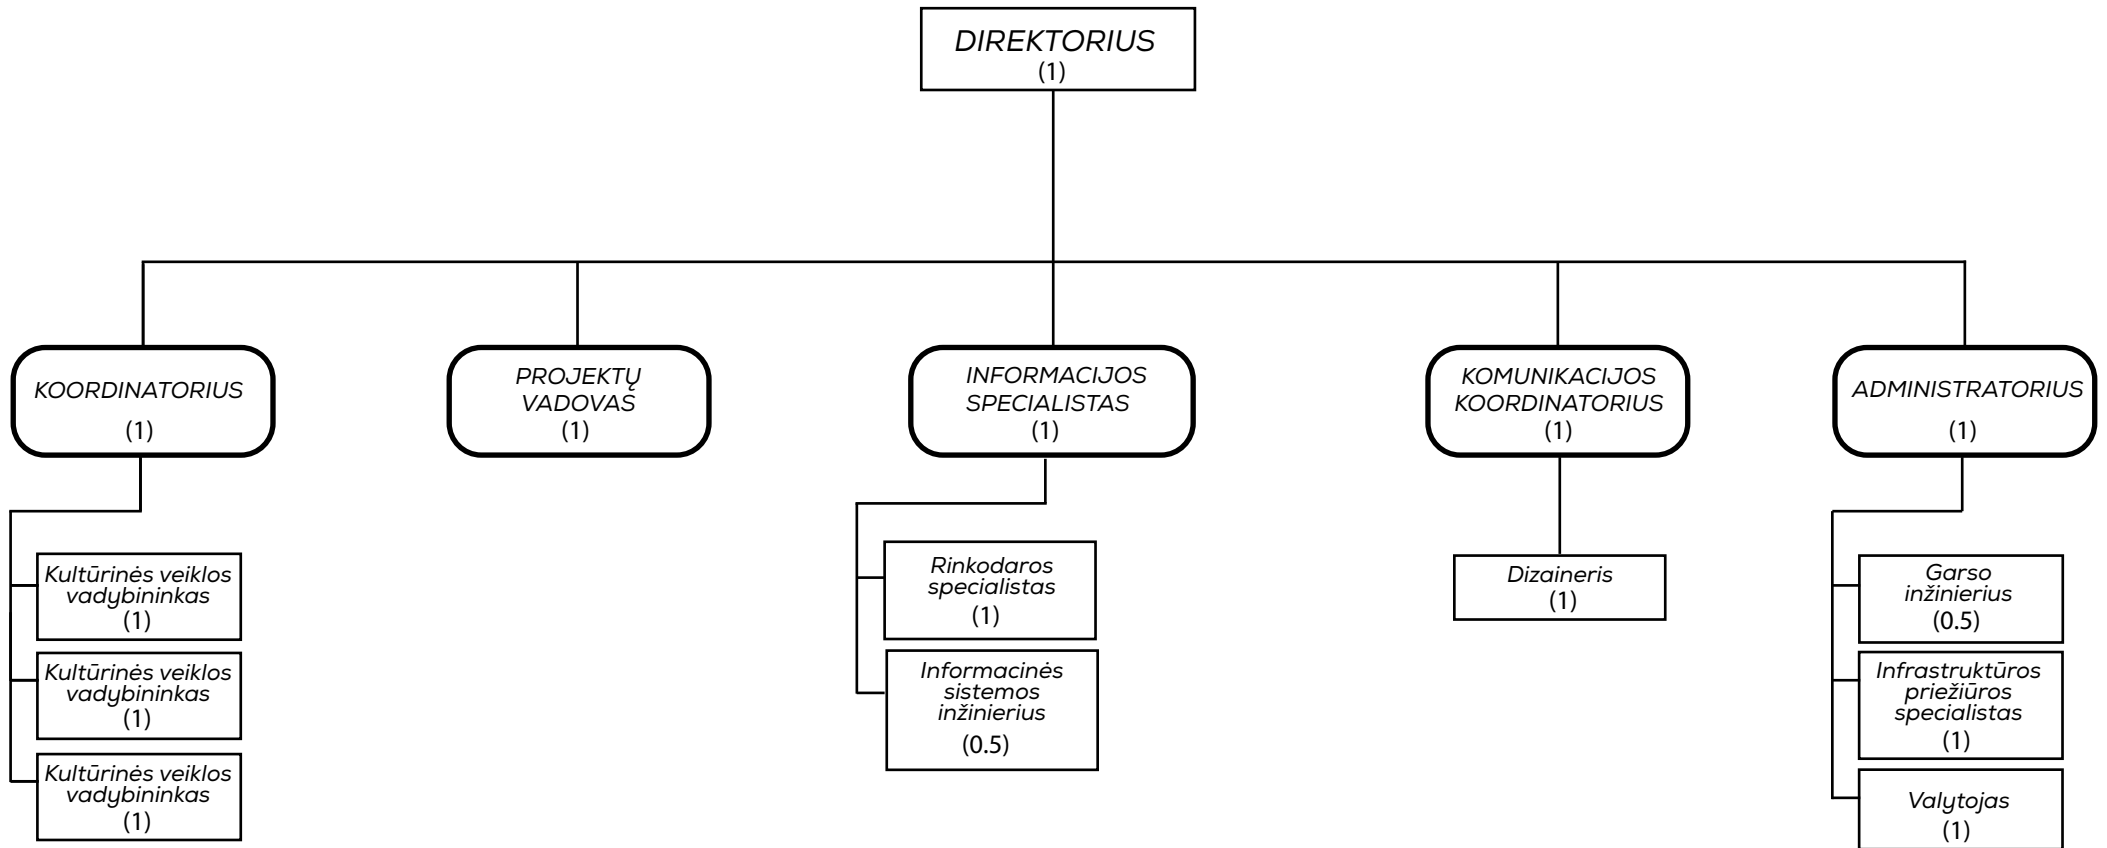 DIREKTORIUS
(1)
KOORDINATORIUS
(1)
PROJEKTŲ
VADOVAS
(1)
INFORMACIJOS
SPECIALISTAS
(1)
KOMUNIKACIJOS
KOORDINATORIUS
(1)
ADMINISTRATORIUS
(1)
Kultūrinės veiklos
vadybininkas
(1)
Kultūrinės veiklos
vadybininkas
(1)
Kultūrinės veiklos
vadybininkas
(1)
Rinkodaros
specialistas
(1)
Informacinės
sistemos
inžinierius
(0.5)
Dizaineris
(1)
Garso
inžinierius
(0.5)
Infrastruktūros
priežiūros
specialistas
(1)
Valytojas
(1)